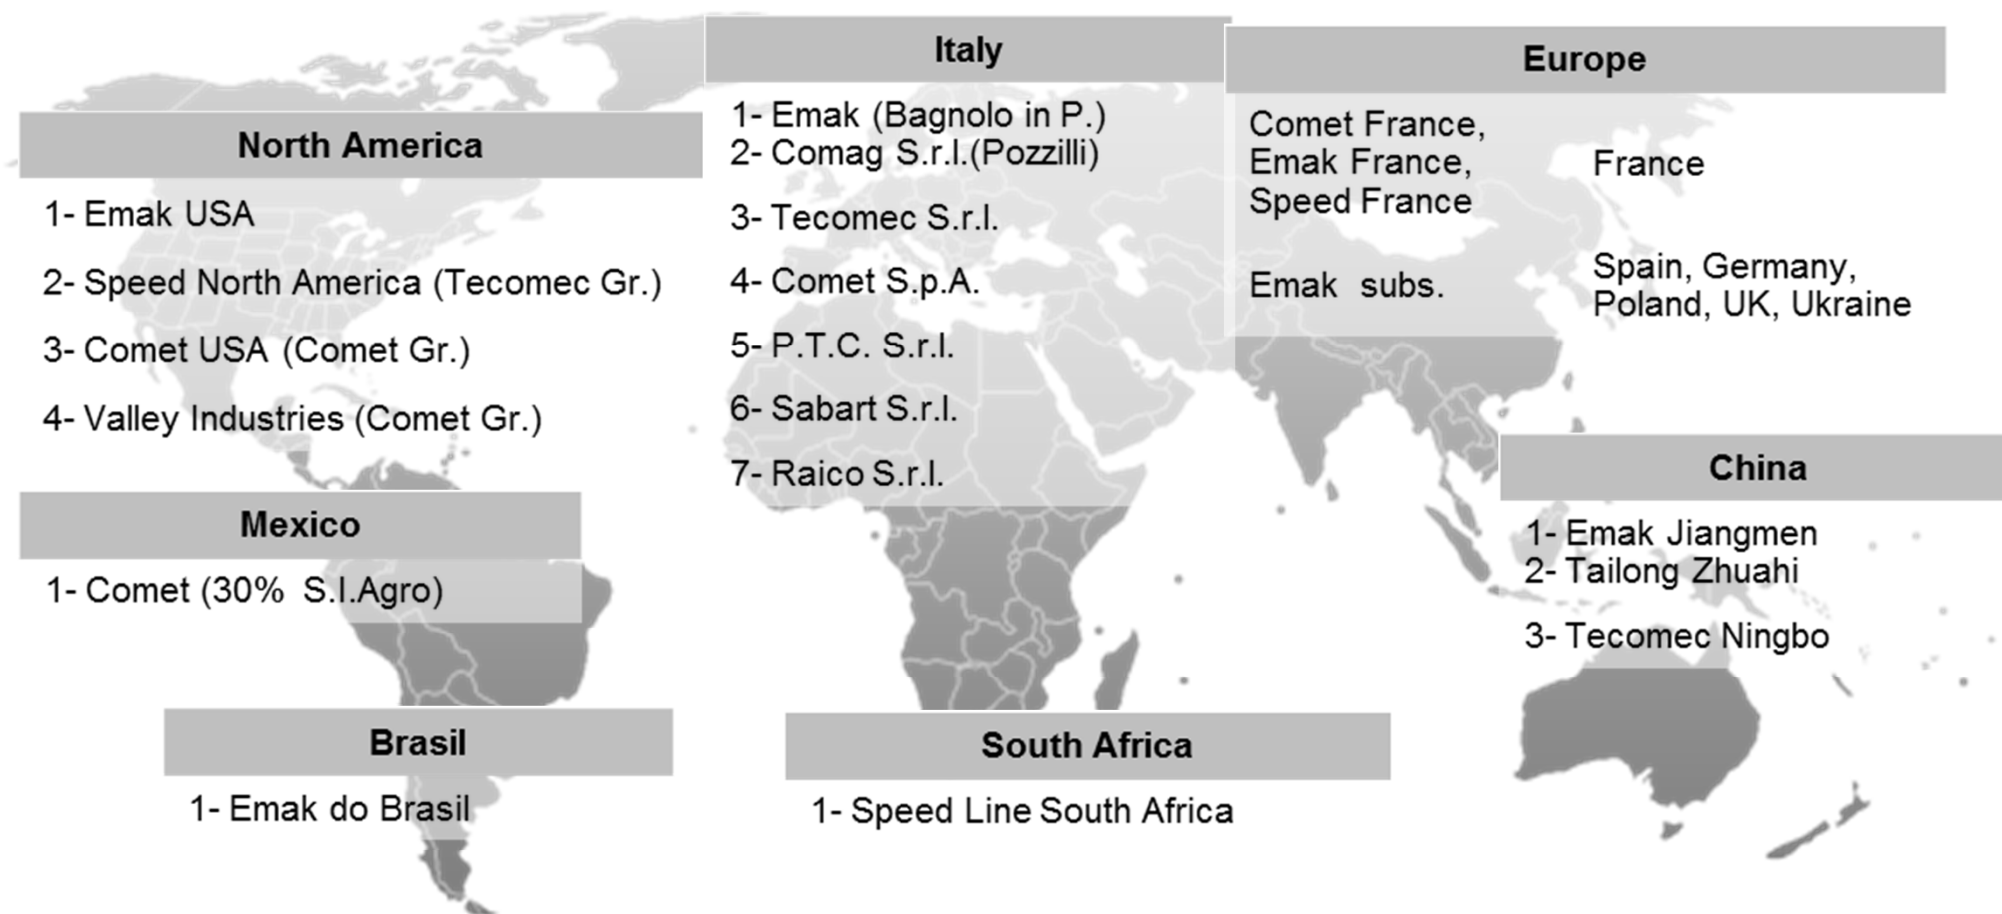 North America
1- Emak USA
2- Speed North America (Tecomec Gr.)
3- Comet USA (Comet Gr.)
4- Valley Industries (Comet Gr.)
Mexico
1- Comet (30% S.I.Agro)
Brasil
1- Emak do Brasil
Italy
1- Emak (Bagnolo in P.)
2- Comag S.r.l.(Pozzilli)
3- Tecomec S.r.l.
4- Comet S.p.A.
5- P.T.C. S.r.l.
6- Sabart S.r.l.
7- Raico S.r.l.
South Africa
1- Speed Line South Africa
Europe
Comet France,
Emak France,
Speed France
France
Emak subs.
Spain, Germany,
Poland, UK, Ukraine
China
1- Emak Jiangmen
2- Tailong Zhuahi
3- Tecomec Ningbo